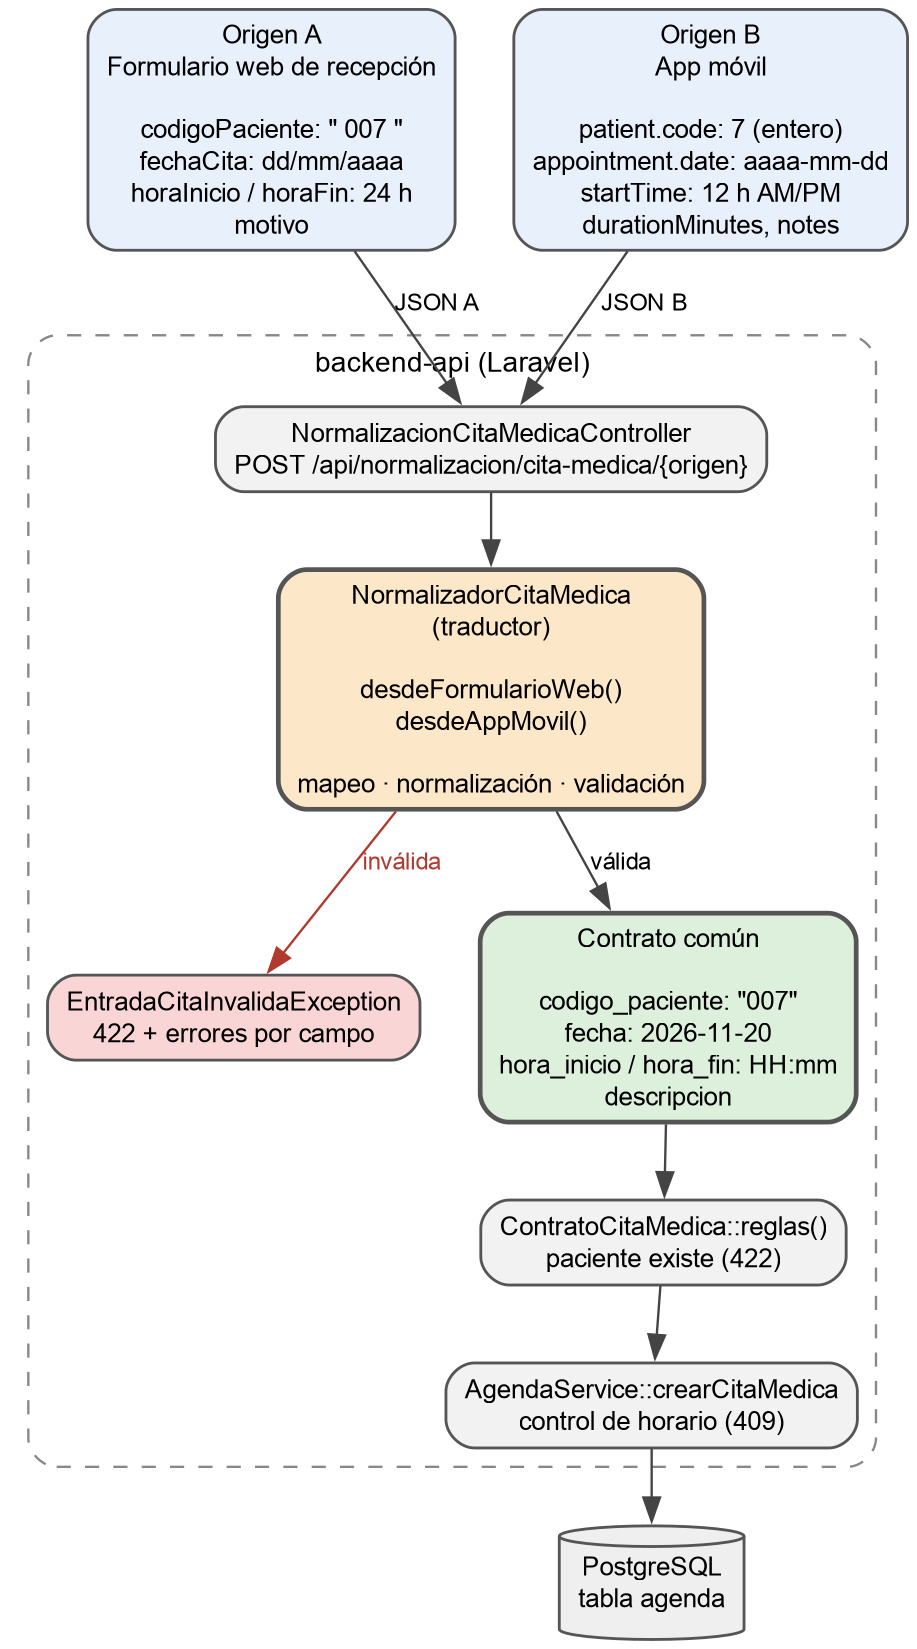 Origen A
Formulario web de recepción
codigoPaciente: " 007 "
fechaCita: dd/mm/aaaa
horaInicio / horaFin: 24 h
motivo
Origen B
App móvil
patient.code: 7 (entero)
appointment.date: aaaa-mm-dd
startTime: 12 h AM/PM
durationMinutes, notes
JSON A
JSON B
backend-api (Laravel)
NormalizacionCitaMedicaController
POST /api/normalizacion/cita-medica/{origen}
NormalizadorCitaMedica
(traductor)
desdeFormularioWeb()
desdeAppMovil()
mapeo · normalización · validación
inválida
válida
EntradaCitaInvalidaException
422 + errores por campo
Contrato común
codigo_paciente: "007"
fecha: 2026-11-20
hora_inicio / hora_fin: HH:mm
descripcion
ContratoCitaMedica::reglas()
paciente existe (422)
AgendaService::crearCitaMedica
control de horario (409)
PostgreSQL
tabla agenda